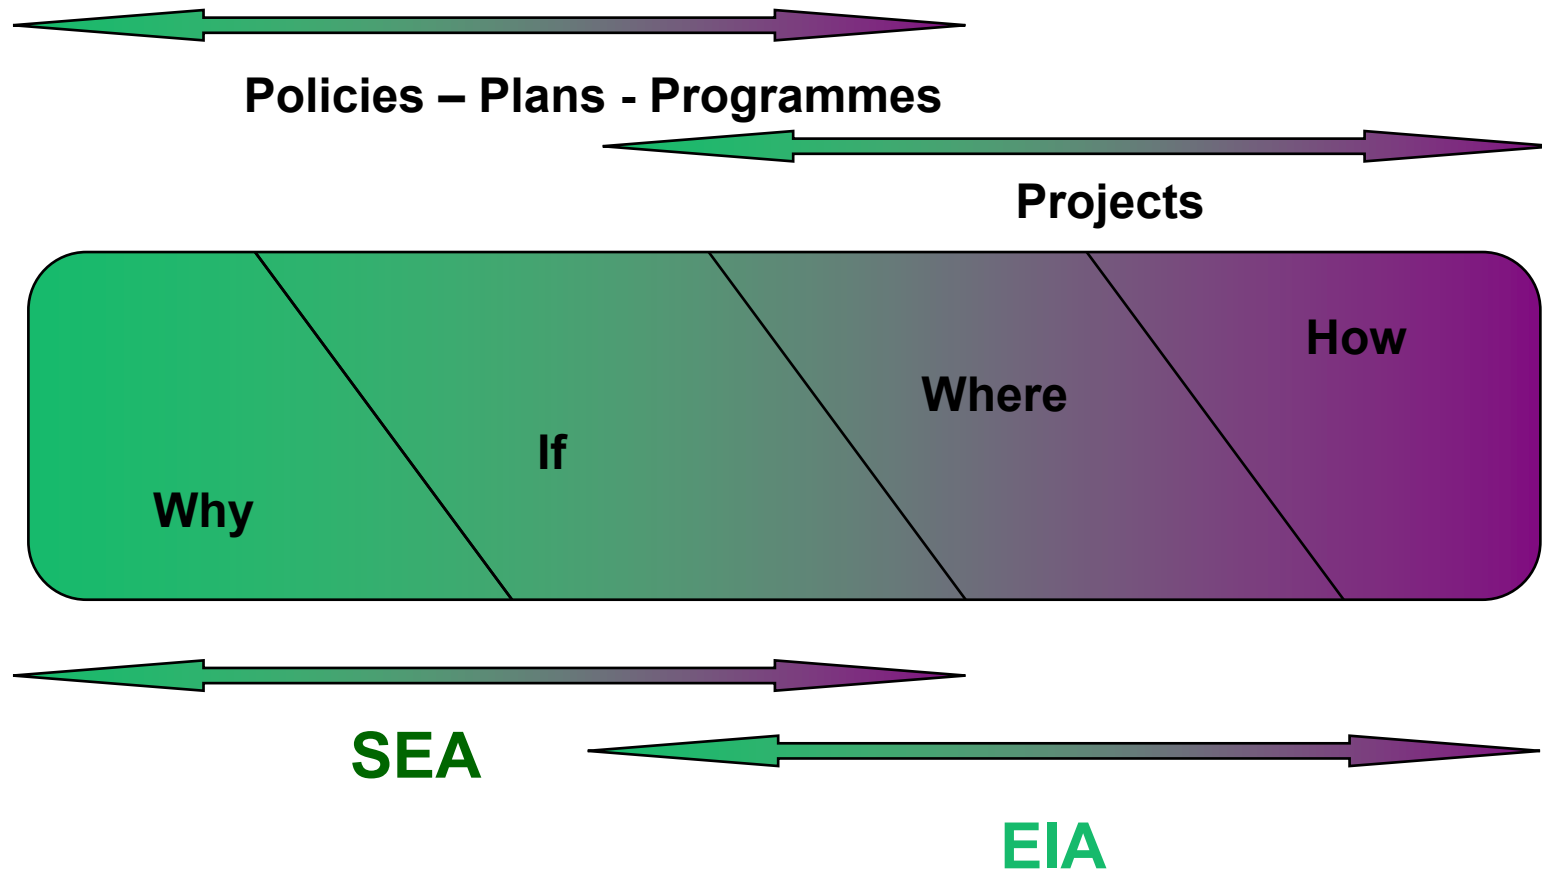 Policies – Plans - Programmes
Projects
How
Where
If
Why
SEA
EIA